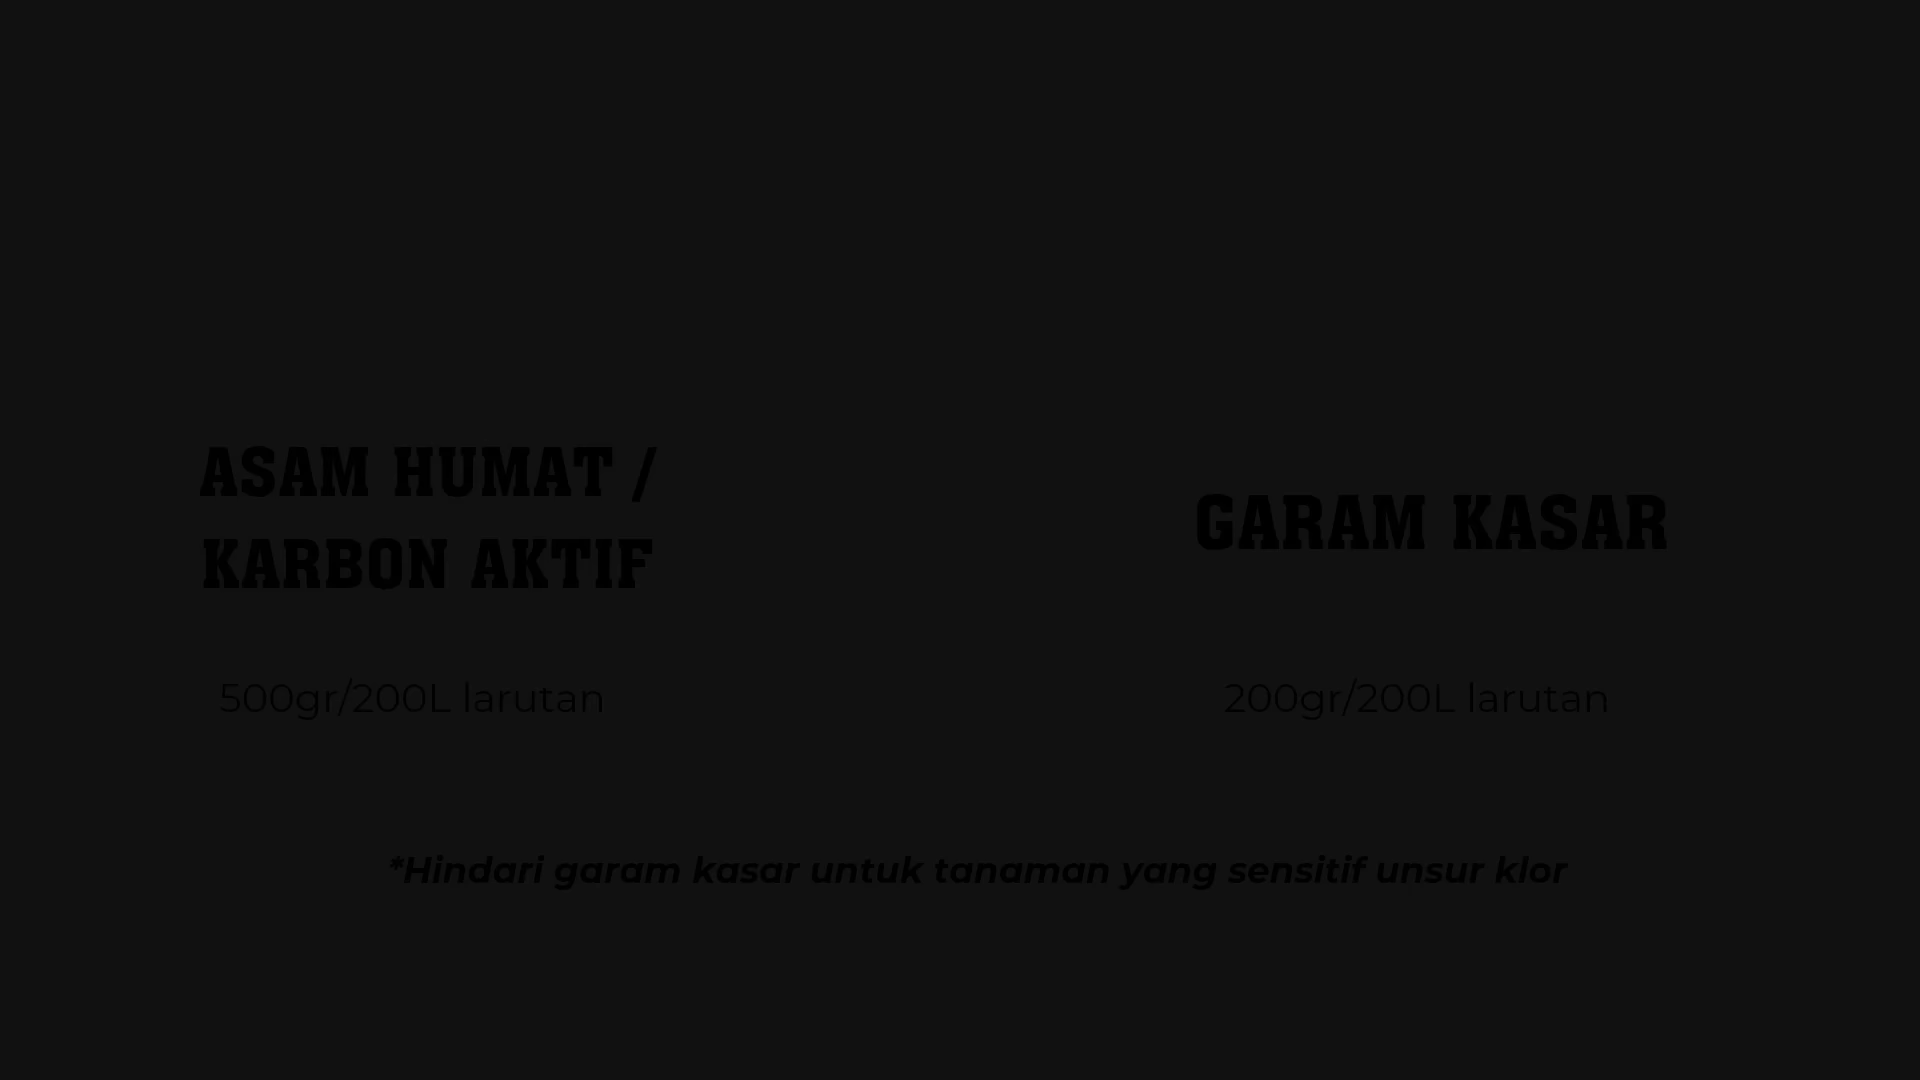 ASAM HUMAT /
KARBON AKTIF
500gr/200L larutan
GARAM KASAR
200gr/200L larutan
*Hindari garam kasar untuk tanaman yang sensitif unsur klor